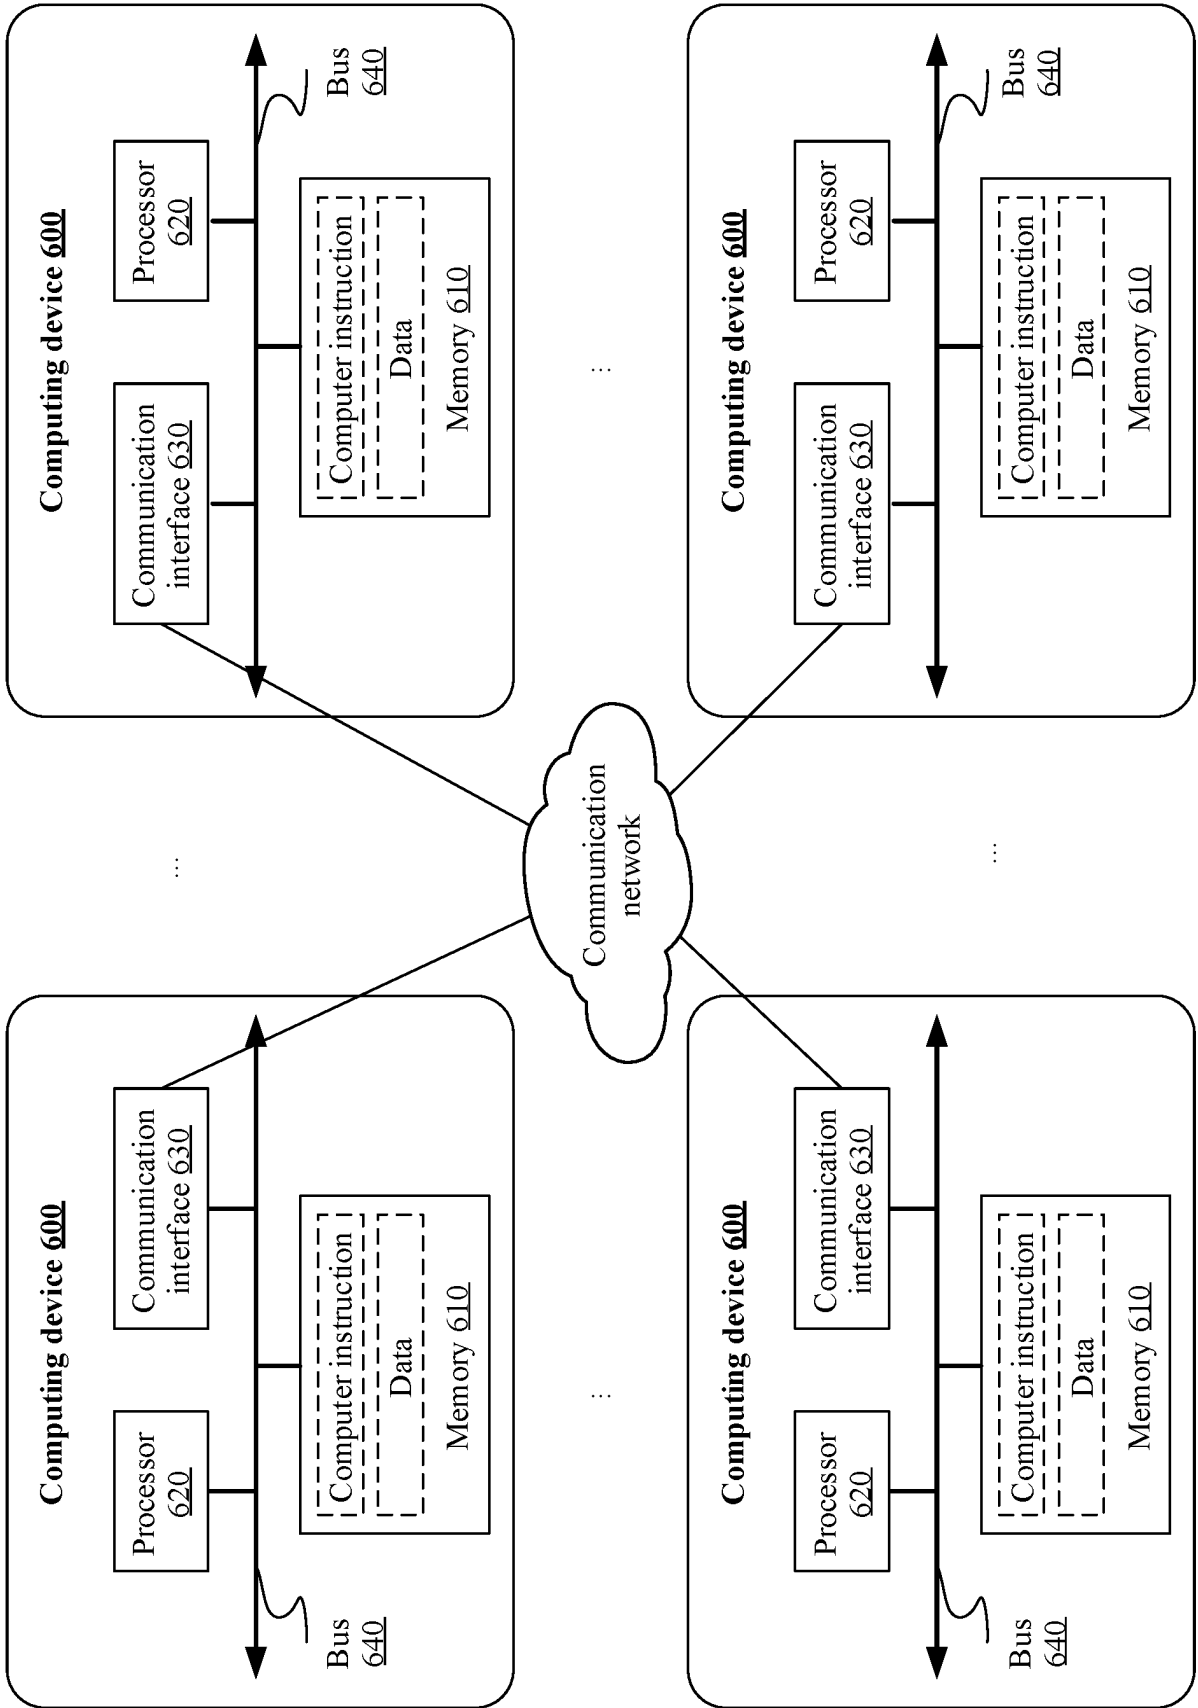 Computing device 600
Processor
620
Communication
interface 630
Bus
640
Computer instruction
Data
Memory 610
...
Computing device 600
Communication
interface 630
Processor
620
Bus
640
Computer instruction
Data
Memory 610
...
Communication
network
...
Computing device 600
Processor
620
Communication
interface 630
Bus
640
Computer instruction
Data
Memory 610
...
Computing device 600
Communication
interface 630
Processor
620
Bus
640
Computer instruction
Data
Memory 610